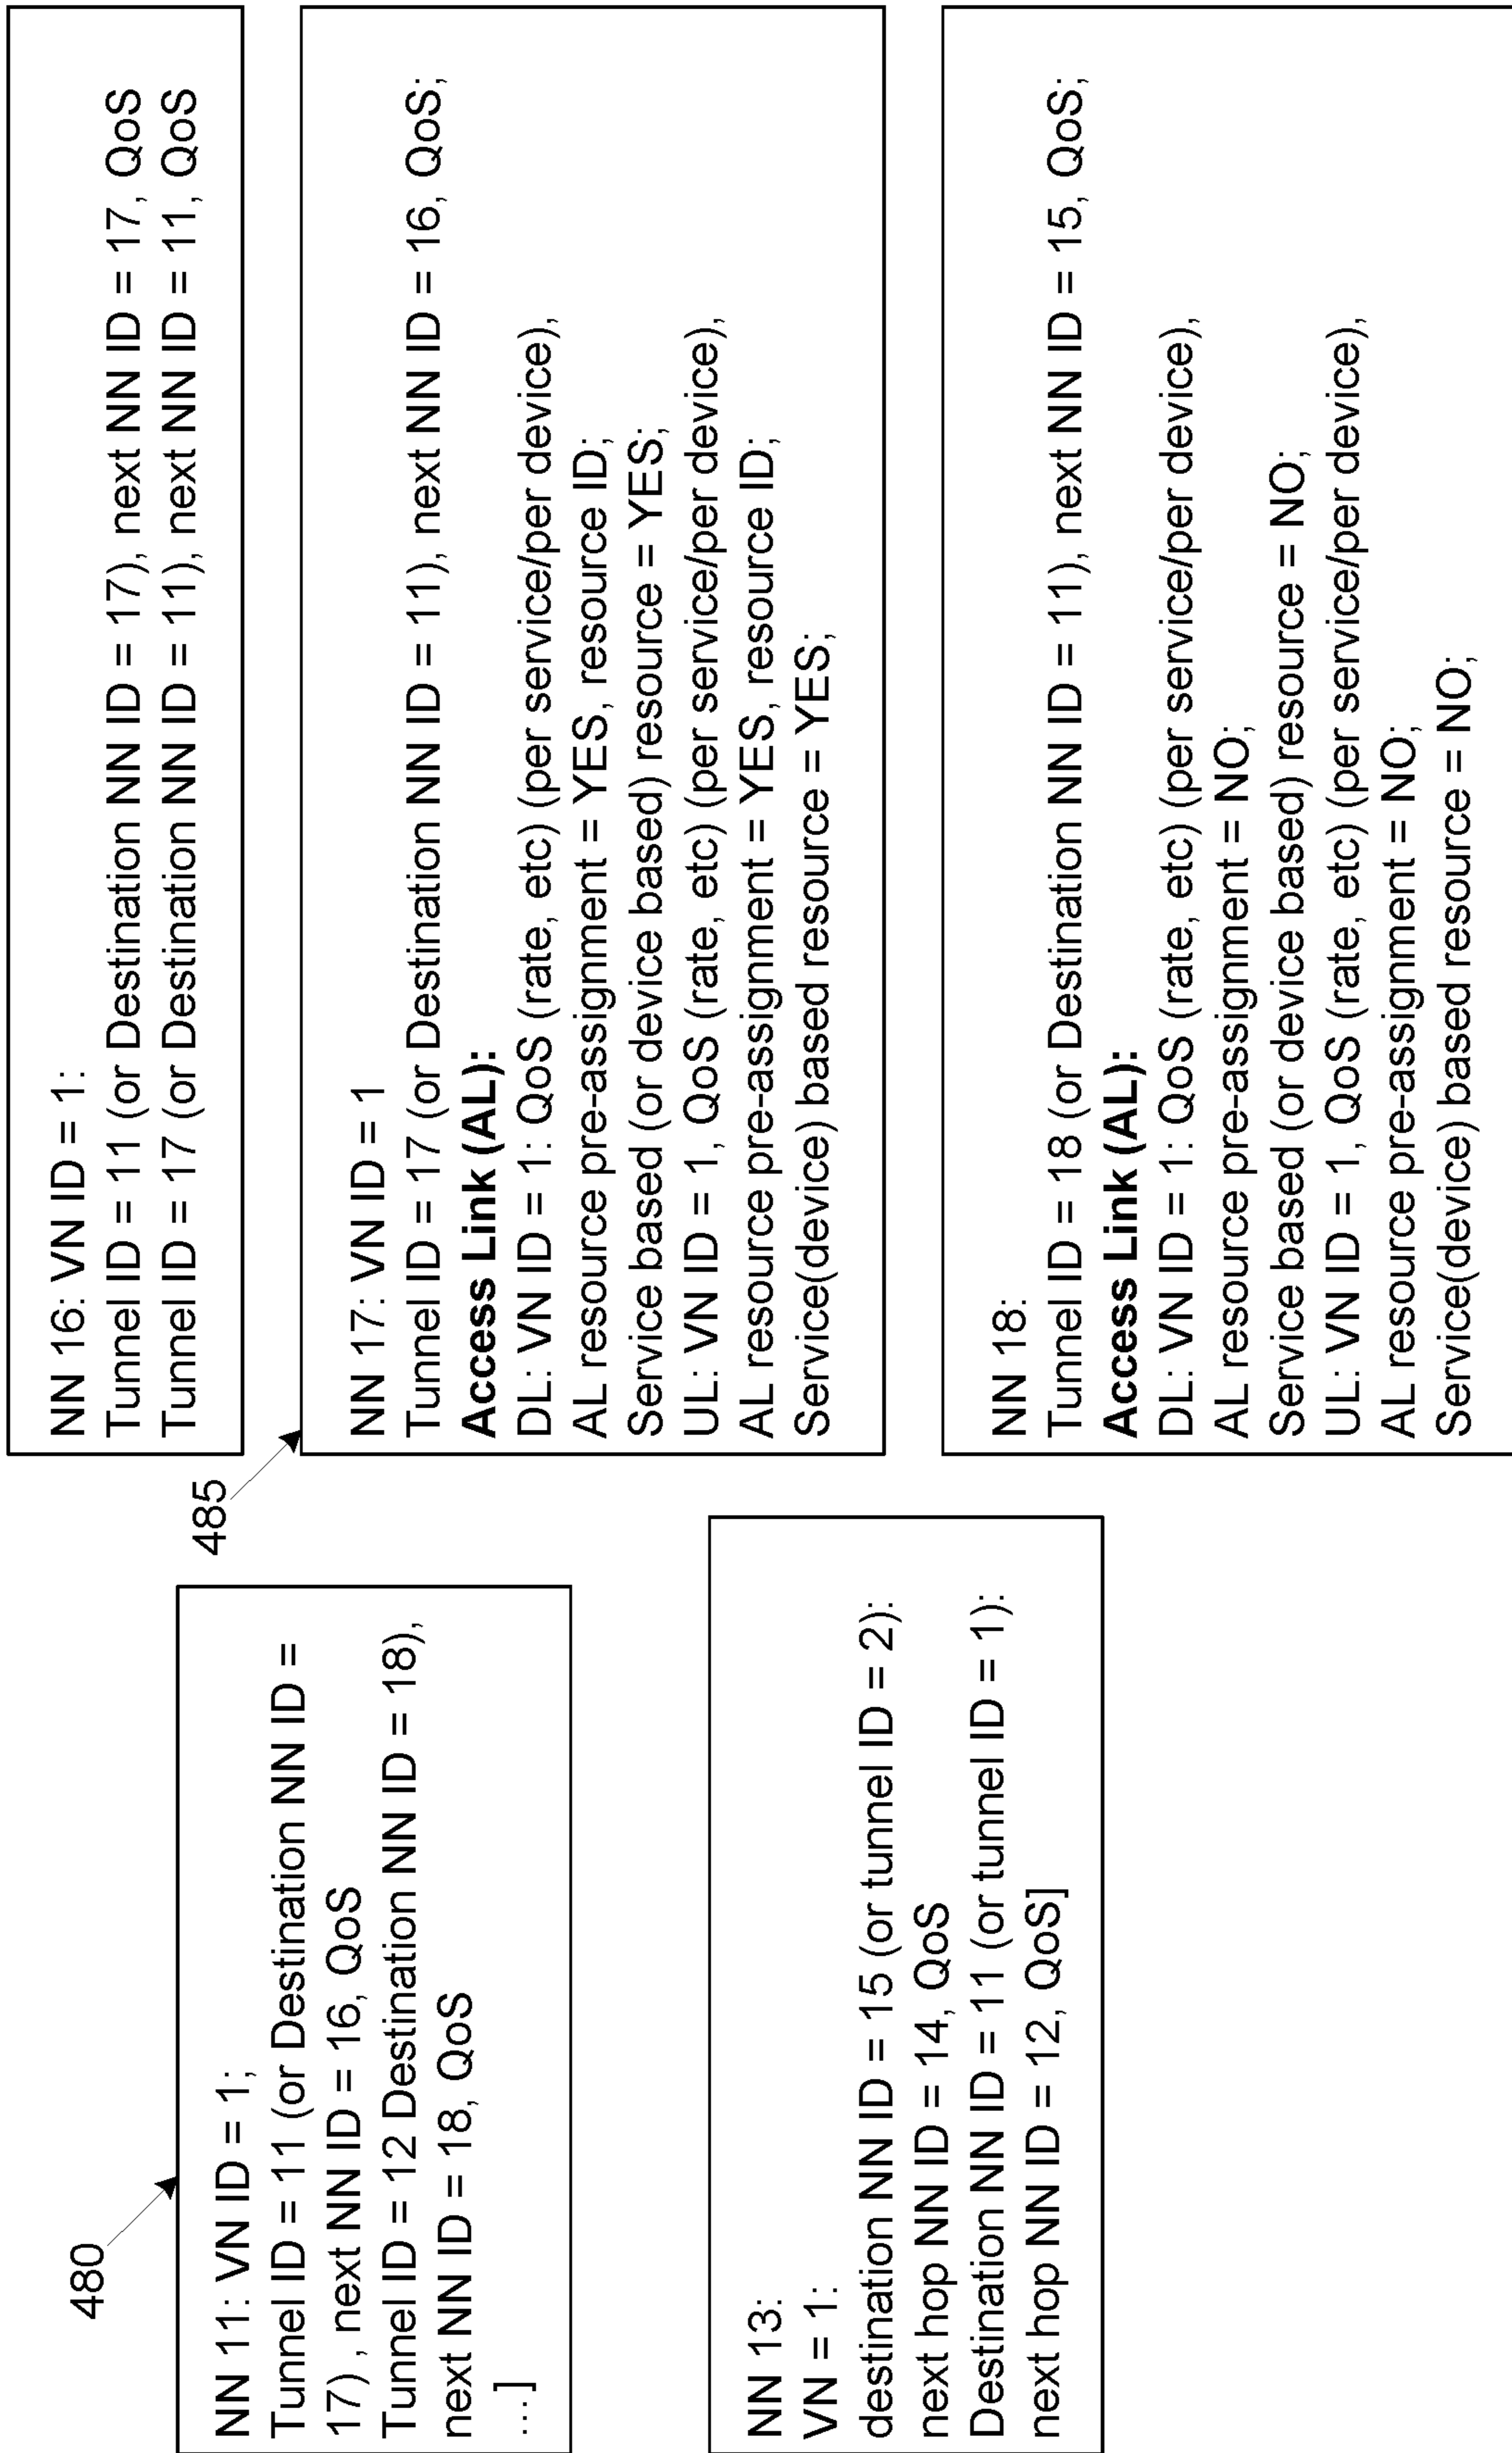 480
NN 11: VN ID = 1;
Tunnel ID = 11 (or Destination NN ID =
17) , next NN ID = 16, QoS
Tunnel ID = 12 Destination NN ID = 18),
next NN ID = 18, QoS
….]
NN 13:
VN = 1:
destination NN ID = 15 (or tunnel ID = 2):
next hop NN ID = 14, QoS
Destination NN ID = 11 (or tunnel ID = 1):
next hop NN ID = 12, QoS]
NN 16: VN ID = 1:
Tunnel ID = 11 (or Destination NN ID = 17), next NN ID = 17, QoS
Tunnel ID = 17 (or Destination NN ID = 11), next NN ID = 11, QoS
485
NN 17: VN ID = 1
Tunnel ID = 17 (or Destination NN ID = 11), next NN ID = 16, QoS;
Access Link (AL):
DL: VN ID = 1: QoS (rate, etc) (per service/per device),
AL resource pre-assignment = YES, resource ID;
Service based (or device based) resource = YES;
UL: VN ID = 1, QoS (rate, etc) (per service/per device),
AL resource pre-assignment = YES, resource ID;
Service(device) based resource = YES;
NN 18:
Tunnel ID = 18 (or Destination NN ID = 11), next NN ID = 15, QoS;
Access Link (AL):
DL: VN ID = 1: QoS (rate, etc) (per service/per device),
AL resource pre-assignment = NO;
Service based (or device based) resource = NO;
UL: VN ID = 1, QoS (rate, etc) (per service/per device),
AL resource pre-assignment = NO;
Service(device) based resource = NO;